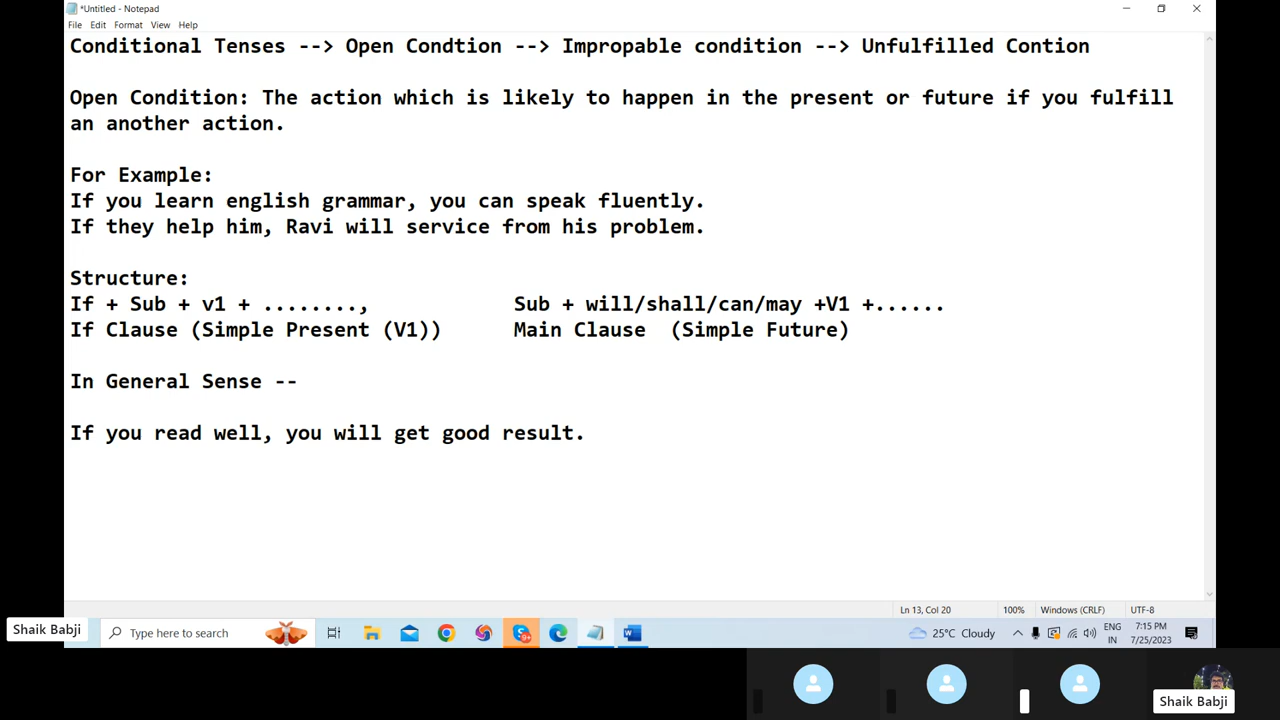 *Untitled - Notepad
File Edit Format View Help
Conditional Tenses --> Open Condtion --> Impropable condition --> Unfulfilled Contion
Open Condition: The action which is likely to happen in the present or future if you fulfill
an another action.
For Example:
If you learn english grammar, you can speak fluently.
If they help him, Ravi will service from his problem.
Structure:
If + Sub + v1 + ........, Sub + will/shall/can/may +V1 +......
If Clause (Simple Present (V1)) Main Clause (Simple Future)
In General Sense --
If you read well, you will get good result.
Ln 13, Col 20 100% Windows (CRLF) UTF-8
Shaik Babji
Type here to search
25°C Cloudy
ENG
IN
7:15 PM
7/25/2023
Shaik Babji